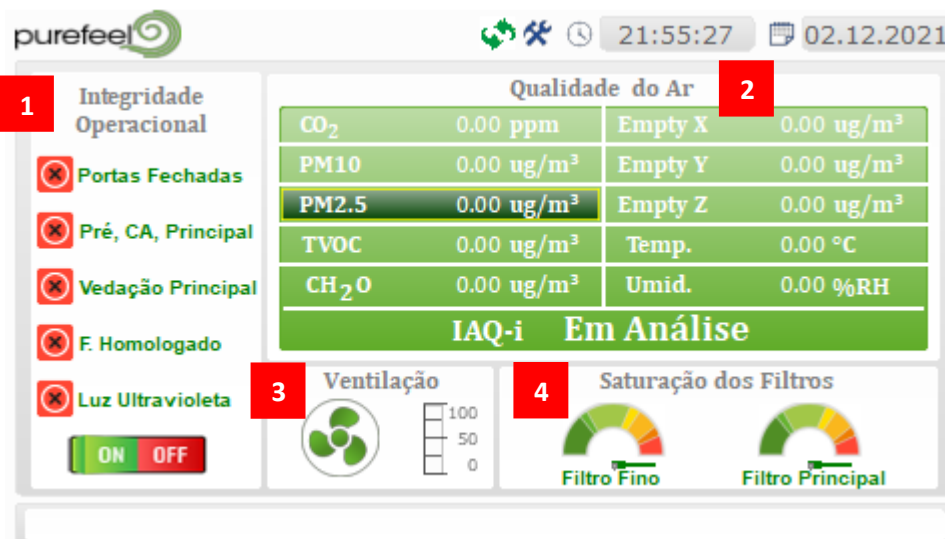 purefeel
21:55:27
02.12.2021
1
Integridade
Operacional
Portas Fechadas
Pré, CA, Principal
Vedação Principal
F. Homologado
Luz Ultravioleta
ON OFF
Qualidade do Ar
2
CO₂ 0.00 ppm Empty X 0.00 ug/m³
PM10 0.00 ug/m³ Empty Y 0.00 ug/m³
PM2.5 0.00 ug/m³ Empty Z 0.00 ug/m³
TVOC 0.00 ug/m³ Temp. 0.00 °C
CH₂O 0.00 ug/m³ Umid. 0.00 %RH
IAQ-i Em Análise
3
Ventilação
100
50
0
4
Saturação dos Filtros
Filtro Fino
Filtro Principal